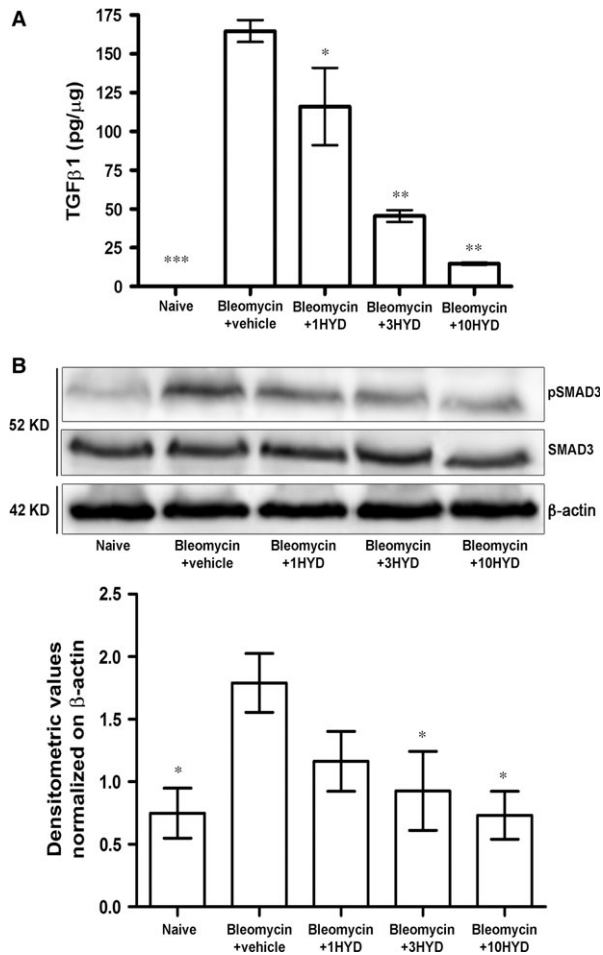 A
TGFβ1 (pg/µg)
175
150
125
100
75
50
25
0
***
*
**
**
Naive
Bleomycin
+vehicle
Bleomycin
+1HYD
Bleomycin
+3HYD
Bleomycin
+10HYD
B
52 KD
pSMAD3
SMAD3
42 KD
β-actin
Naive
Bleomycin
+vehicle
Bleomycin
+1HYD
Bleomycin
+3HYD
Bleomycin
+10HYD
Densitometric values
normalized on β-actin
2.5
2.0
1.5
1.0
0.5
0.0
*
*
*
Naive
Bleomycin
+vehicle
Bleomycin
+1HYD
Bleomycin
+3HYD
Bleomycin
+10HYD